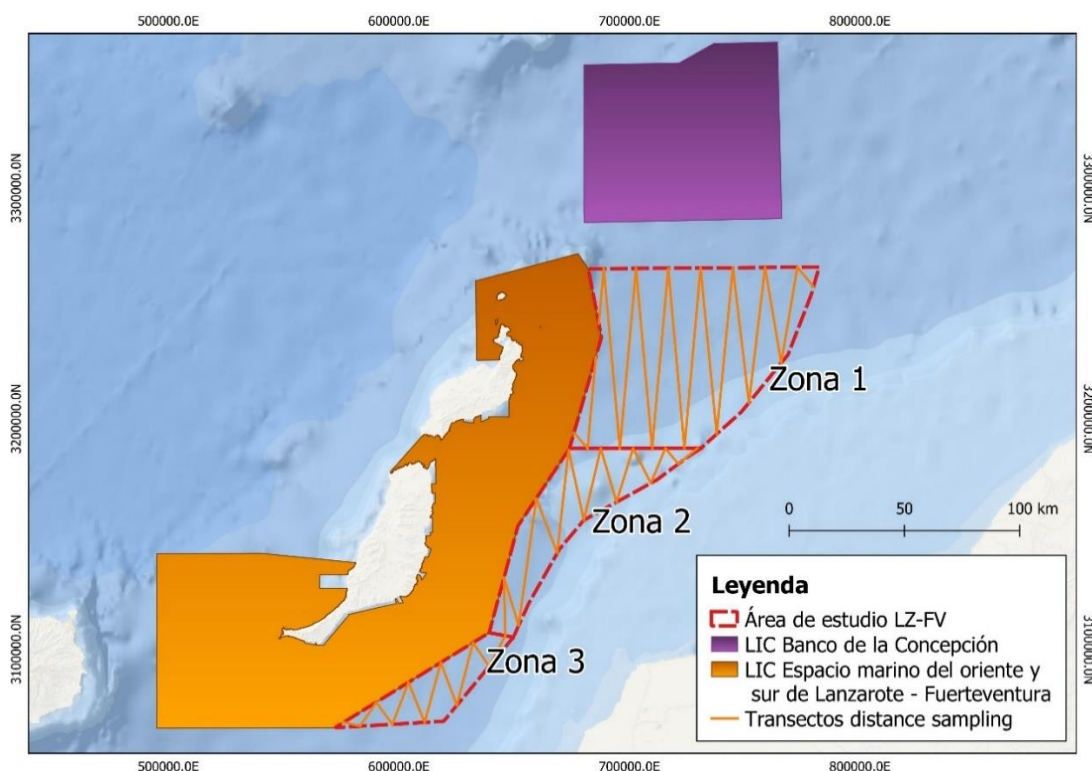 500000.0E 600000.0E 700000.0E 800000.0E
3300000.0N 3300000.0N
Zona 1
3200000.0N 3200000.0N
Zona 2
0 50 100 km
Leyenda
Área de estudio LZ-FV
LIC Banco de la Concepción
LIC Espacio marino del oriente y
sur de Lanzarote - Fuerteventura
Transectos distance sampling
3100000.0N 3100000.0N
Zona 3
500000.0E 600000.0E 700000.0E 800000.0E